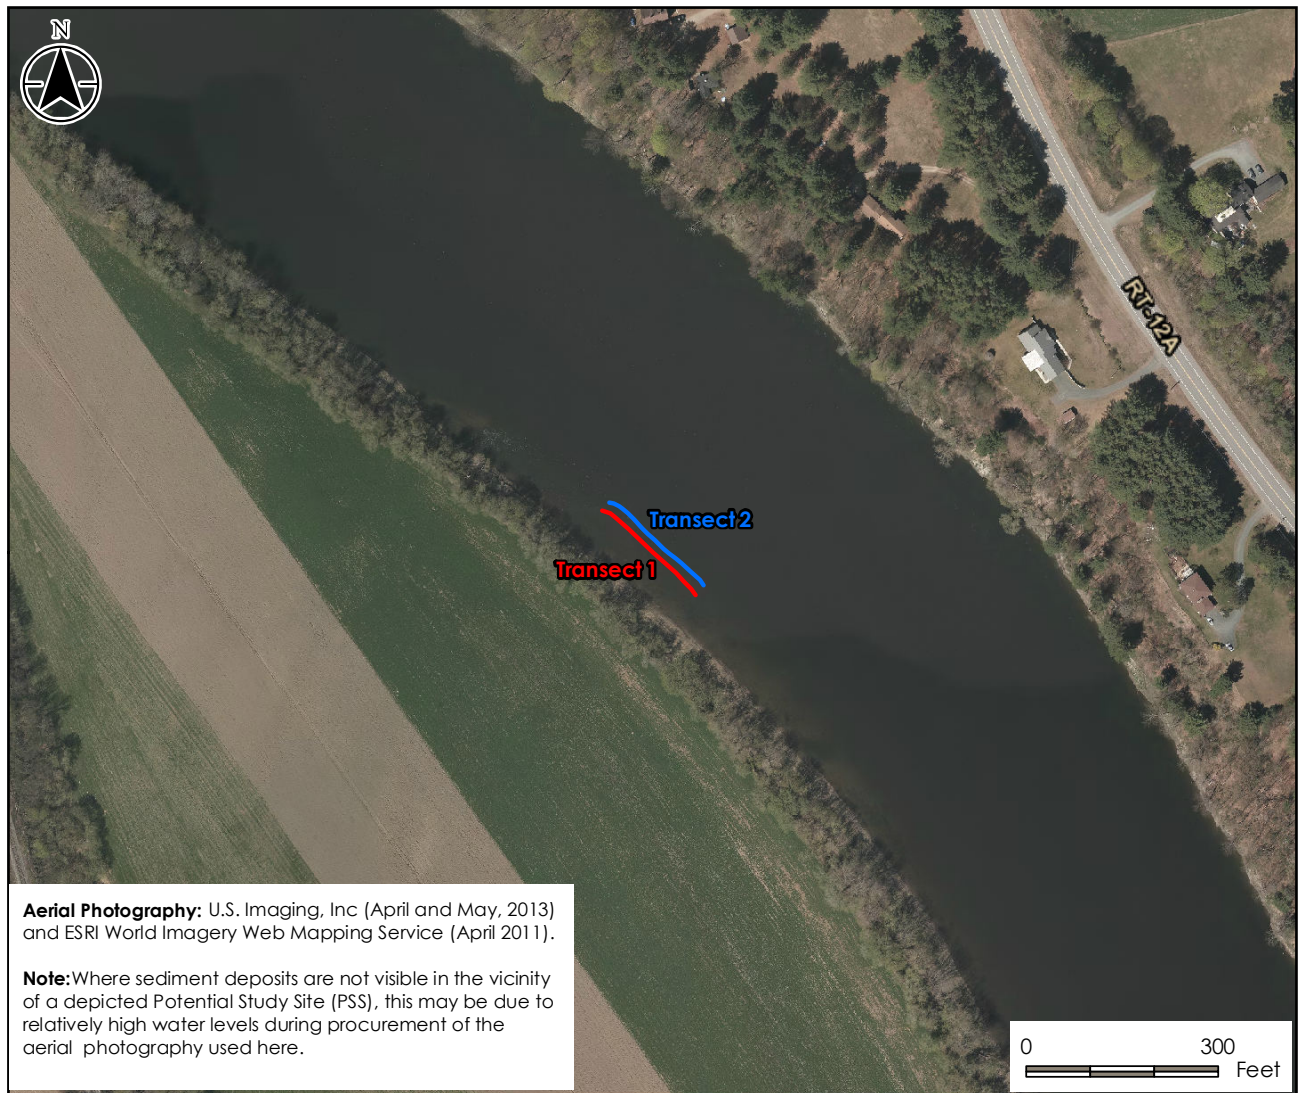 N
RT-12A
Transect 2
Transect 1
Aerial Photography: U.S. Imaging, Inc (April and May, 2013)
and ESRI World Imagery Web Mapping Service (April 2011).
Note:Where sediment deposits are not visible in the vicinity
of a depicted Potential Study Site (PSS), this may be due to
relatively high water levels during procurement of the
aerial photography used here.
0 300
Feet